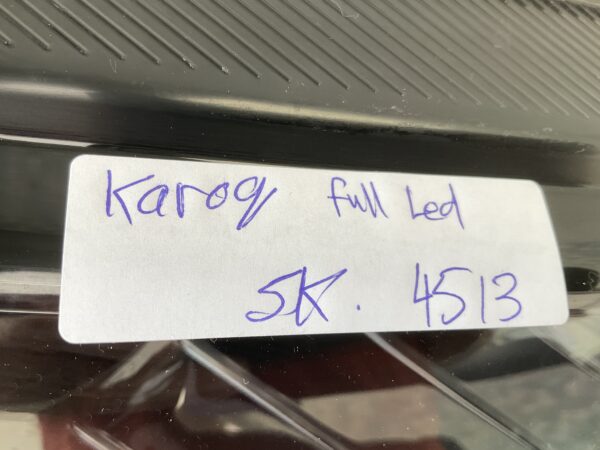 Karoq full Led
SK. 4513